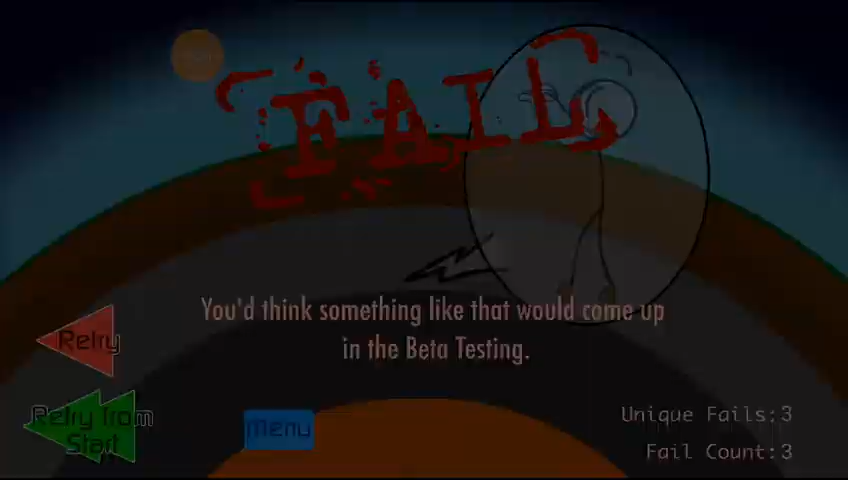 FAIL
You'd think something like that would come up
in the Beta Testing.
Retry
Retry from
Start
Menu
Unique Fails:3
Fail Count:3